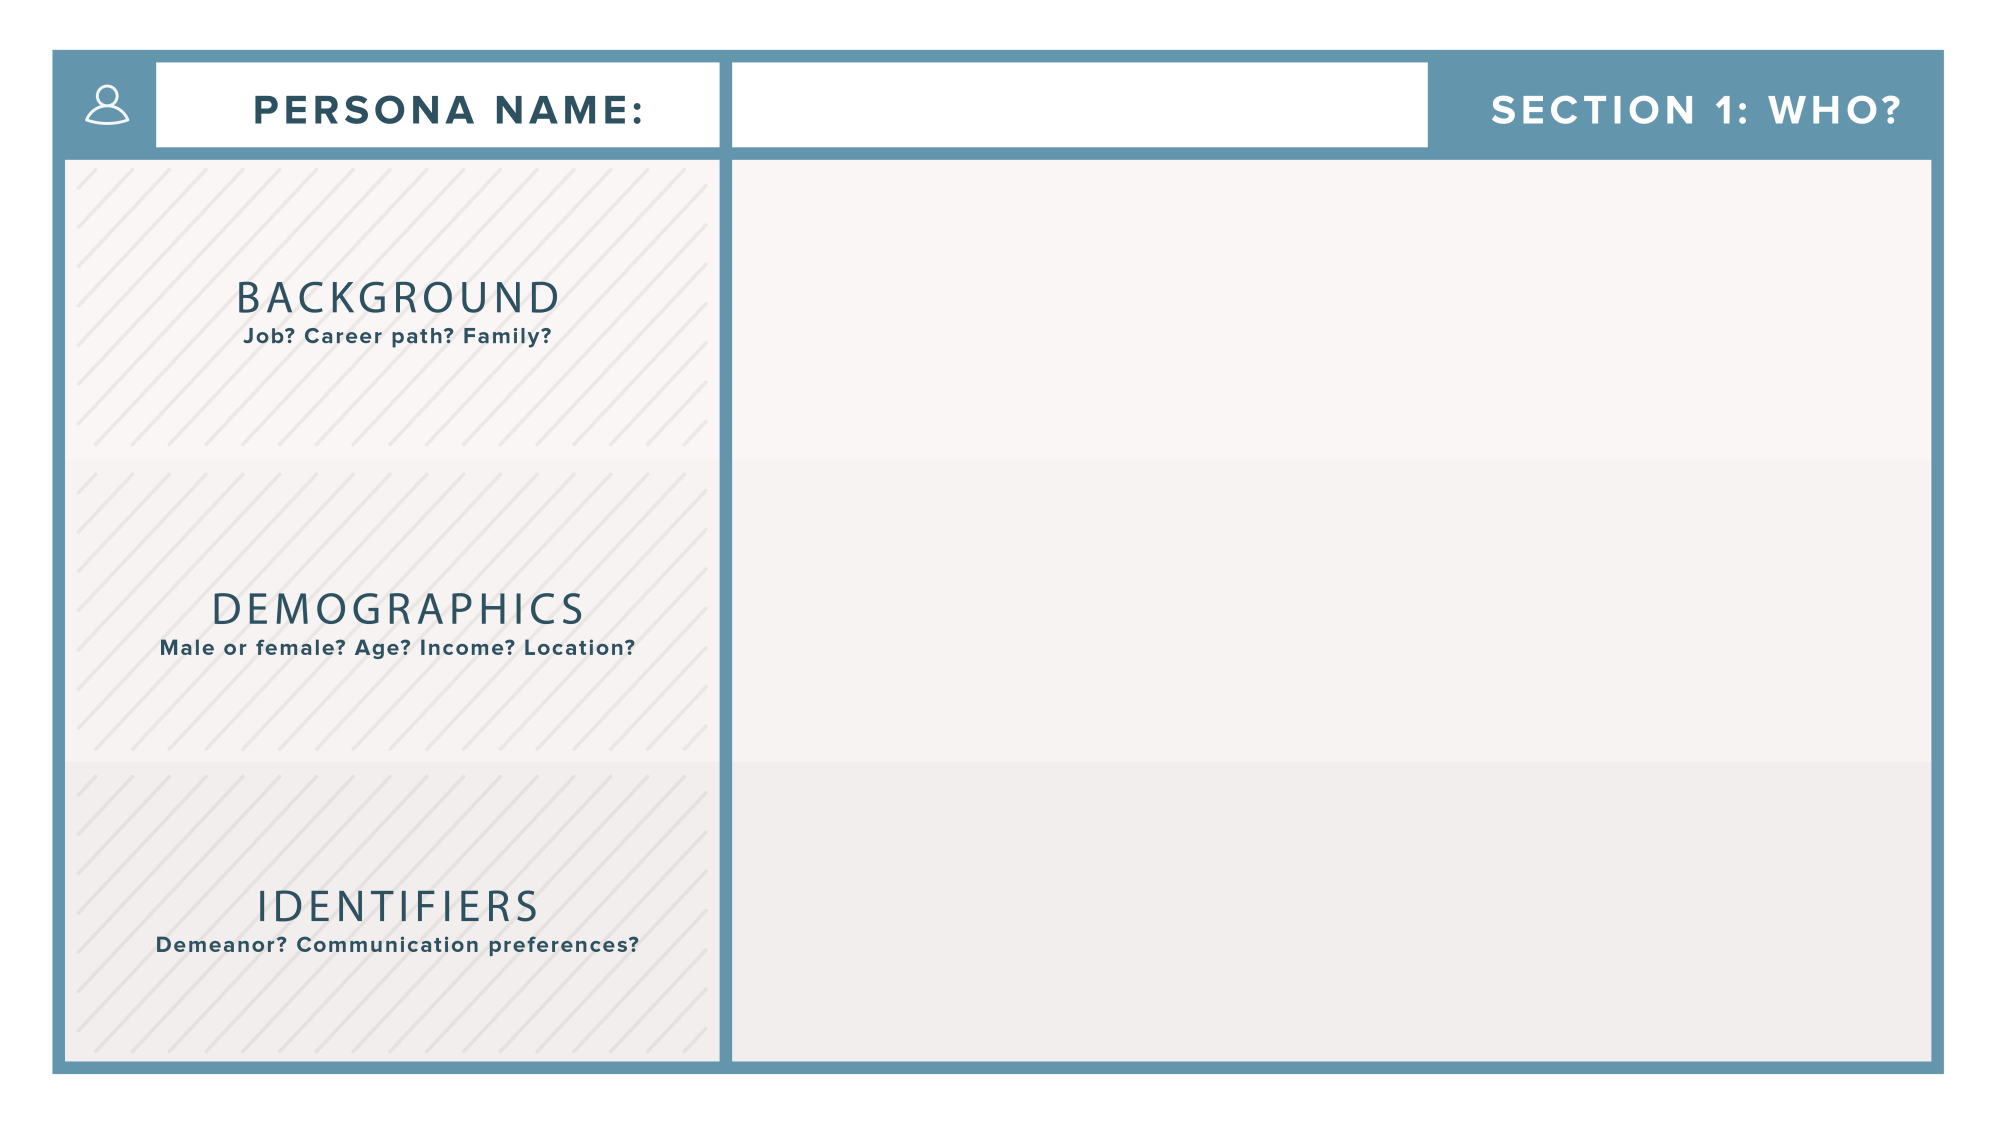 PERSONA NAME:
SECTION 1: WHO?
BACKGROUND
Job? Career path? Family?
DEMOGRAPHICS
Male or female? Age? Income? Location?
IDENTIFIERS
Demeanor? Communication preferences?